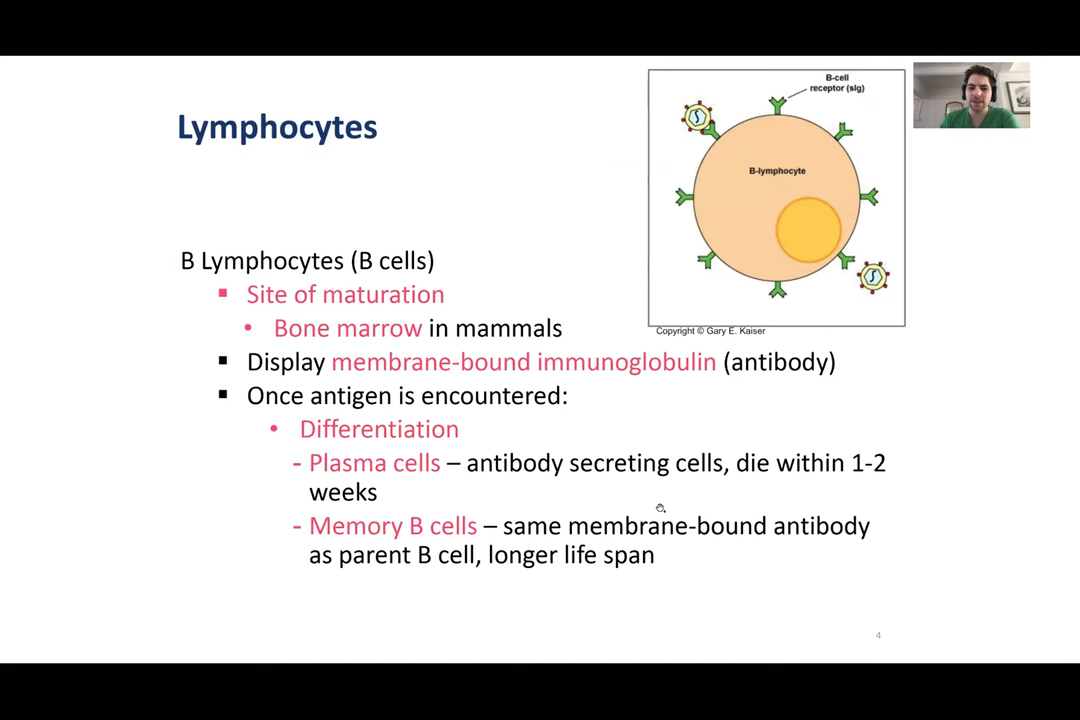 Lymphocytes
B-cell
receptor (sIg)
B-lymphocyte
Copyright © Gary E. Kaiser
B Lymphocytes (B cells)
▪ Site of maturation
• Bone marrow in mammals
▪ Display membrane-bound immunoglobulin (antibody)
▪ Once antigen is encountered:
• Differentiation
- Plasma cells – antibody secreting cells, die within 1-2
weeks
- Memory B cells – same membrane-bound antibody
as parent B cell, longer life span
4